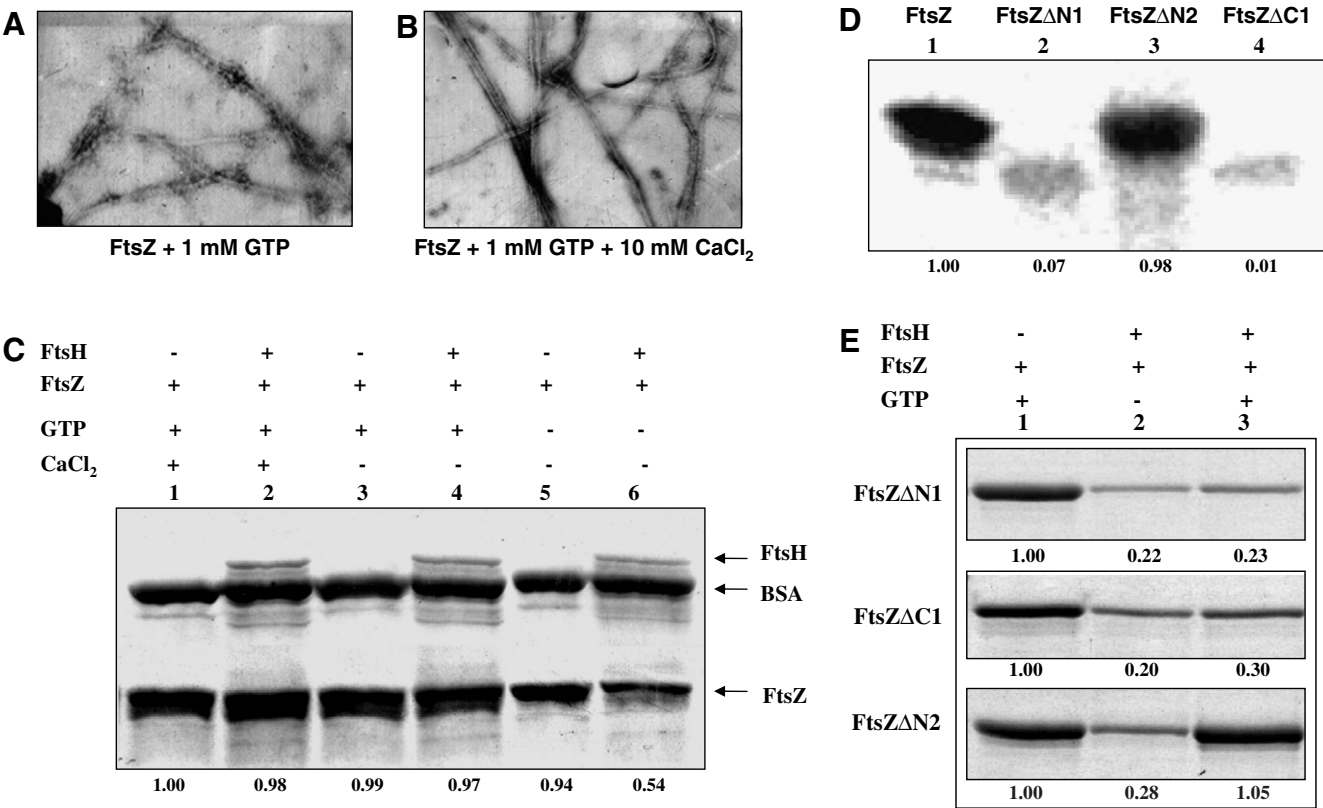 A
FtsZ + 1 mM GTP
B
FtsZ + 1 mM GTP + 10 mM CaCl₂
C
FtsH - + - + - +
FtsZ + + + + + +
GTP + + + + - -
CaCl₂ + + - - - -
1 2 3 4 5 6
FtsH
BSA
FtsZ
1.00 0.98 0.99 0.97 0.94 0.54
D
FtsZ FtsZΔN1 FtsZΔN2 FtsZΔC1
1 2 3 4
1.00 0.07 0.98 0.01
E
FtsH - + +
FtsZ + + +
GTP + - +
1 2 3
FtsZΔN1
1.00 0.22 0.23
FtsZΔC1
1.00 0.20 0.30
FtsZΔN2
1.00 0.28 1.05